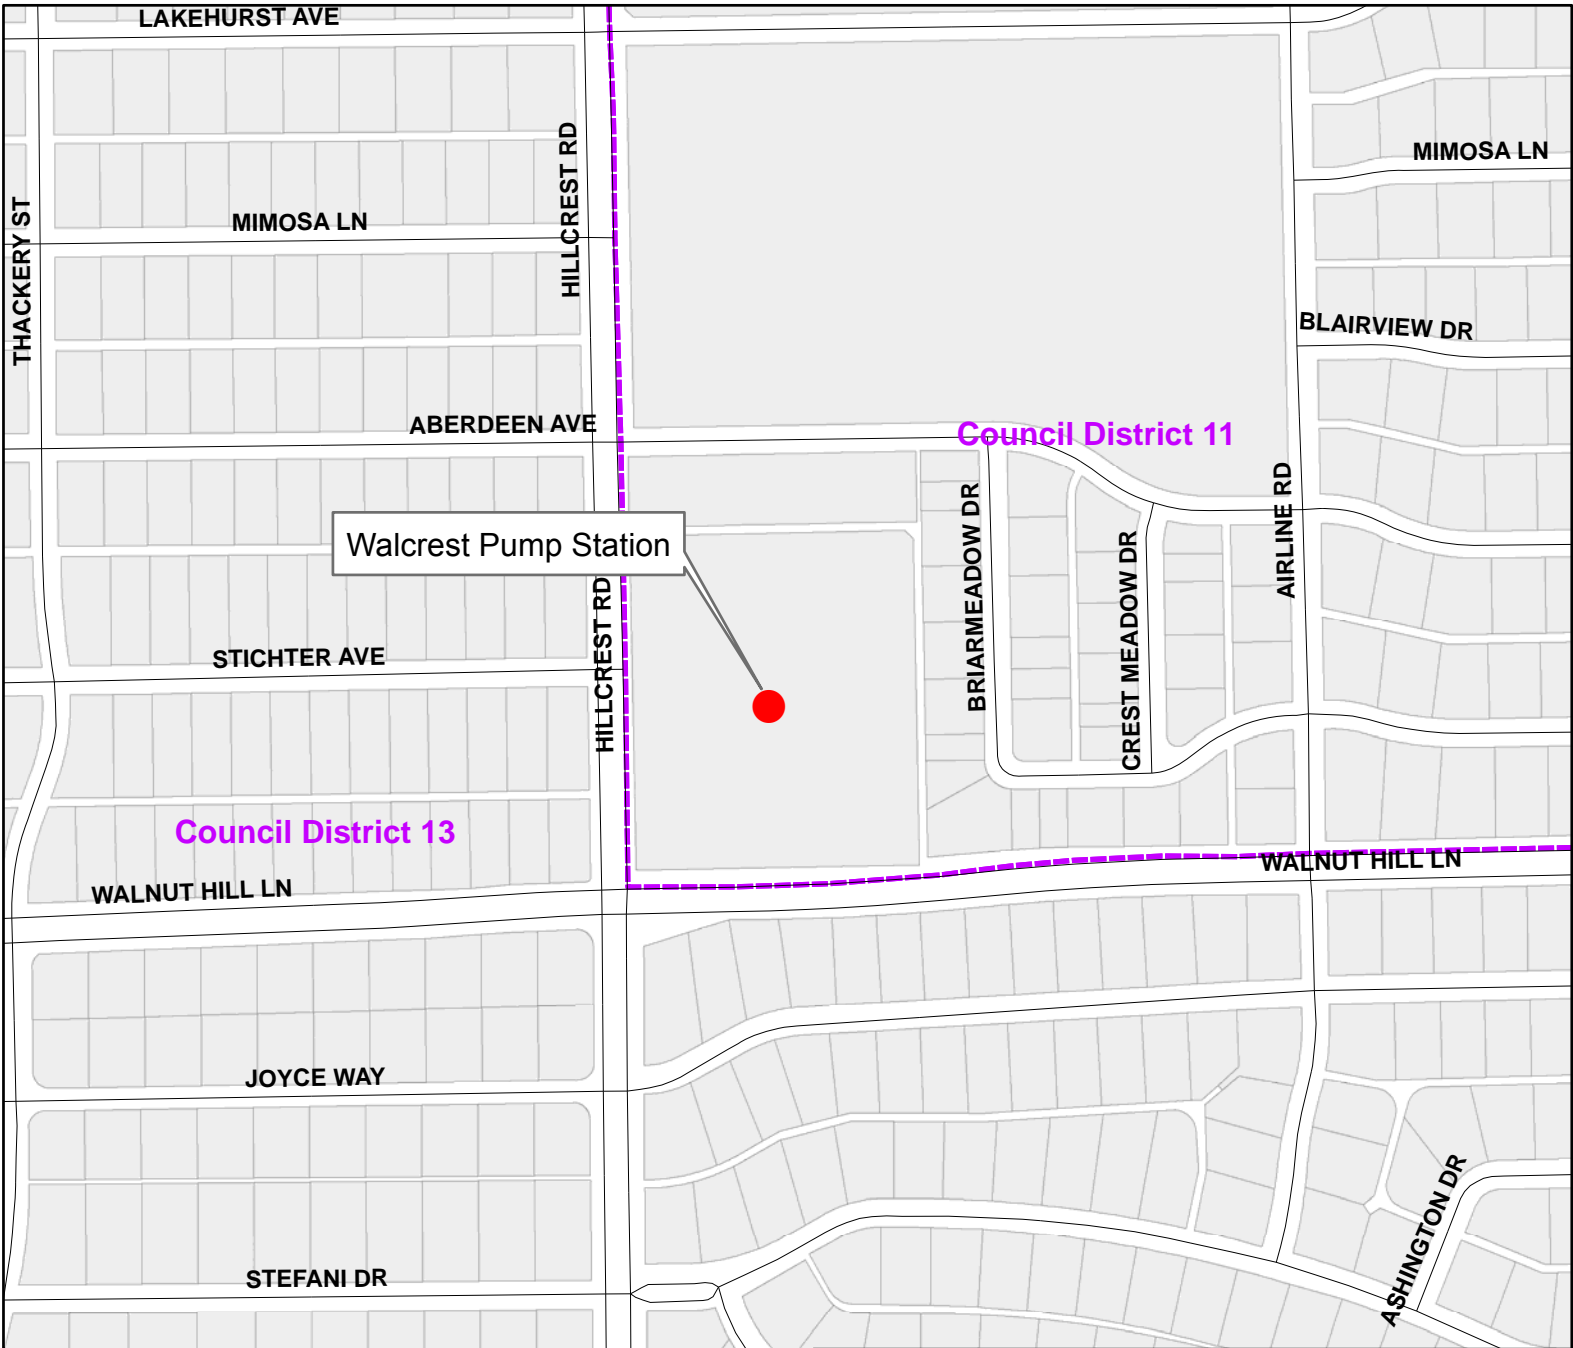 LAKEHURST AVE
HILLCREST RD
MIMOSA LN
THACKERY ST
MIMOSA LN
BLAIRVIEW DR
ABERDEEN AVE
Council District 11
AIRLINE RD
BRIARMEADOW DR
CREST MEADOW DR
Walcrest Pump Station
HILLCREST RD
STICHTER AVE
Council District 13
WALNUT HILL LN
WALNUT HILL LN
JOYCE WAY
ASHINGTON DR
STEFANI DR